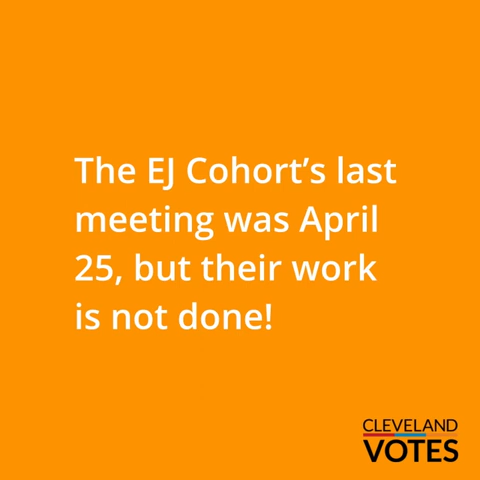 The EJ Cohort’s last
meeting was April
25, but their work
is not done!
CLEVELAND
VOTES